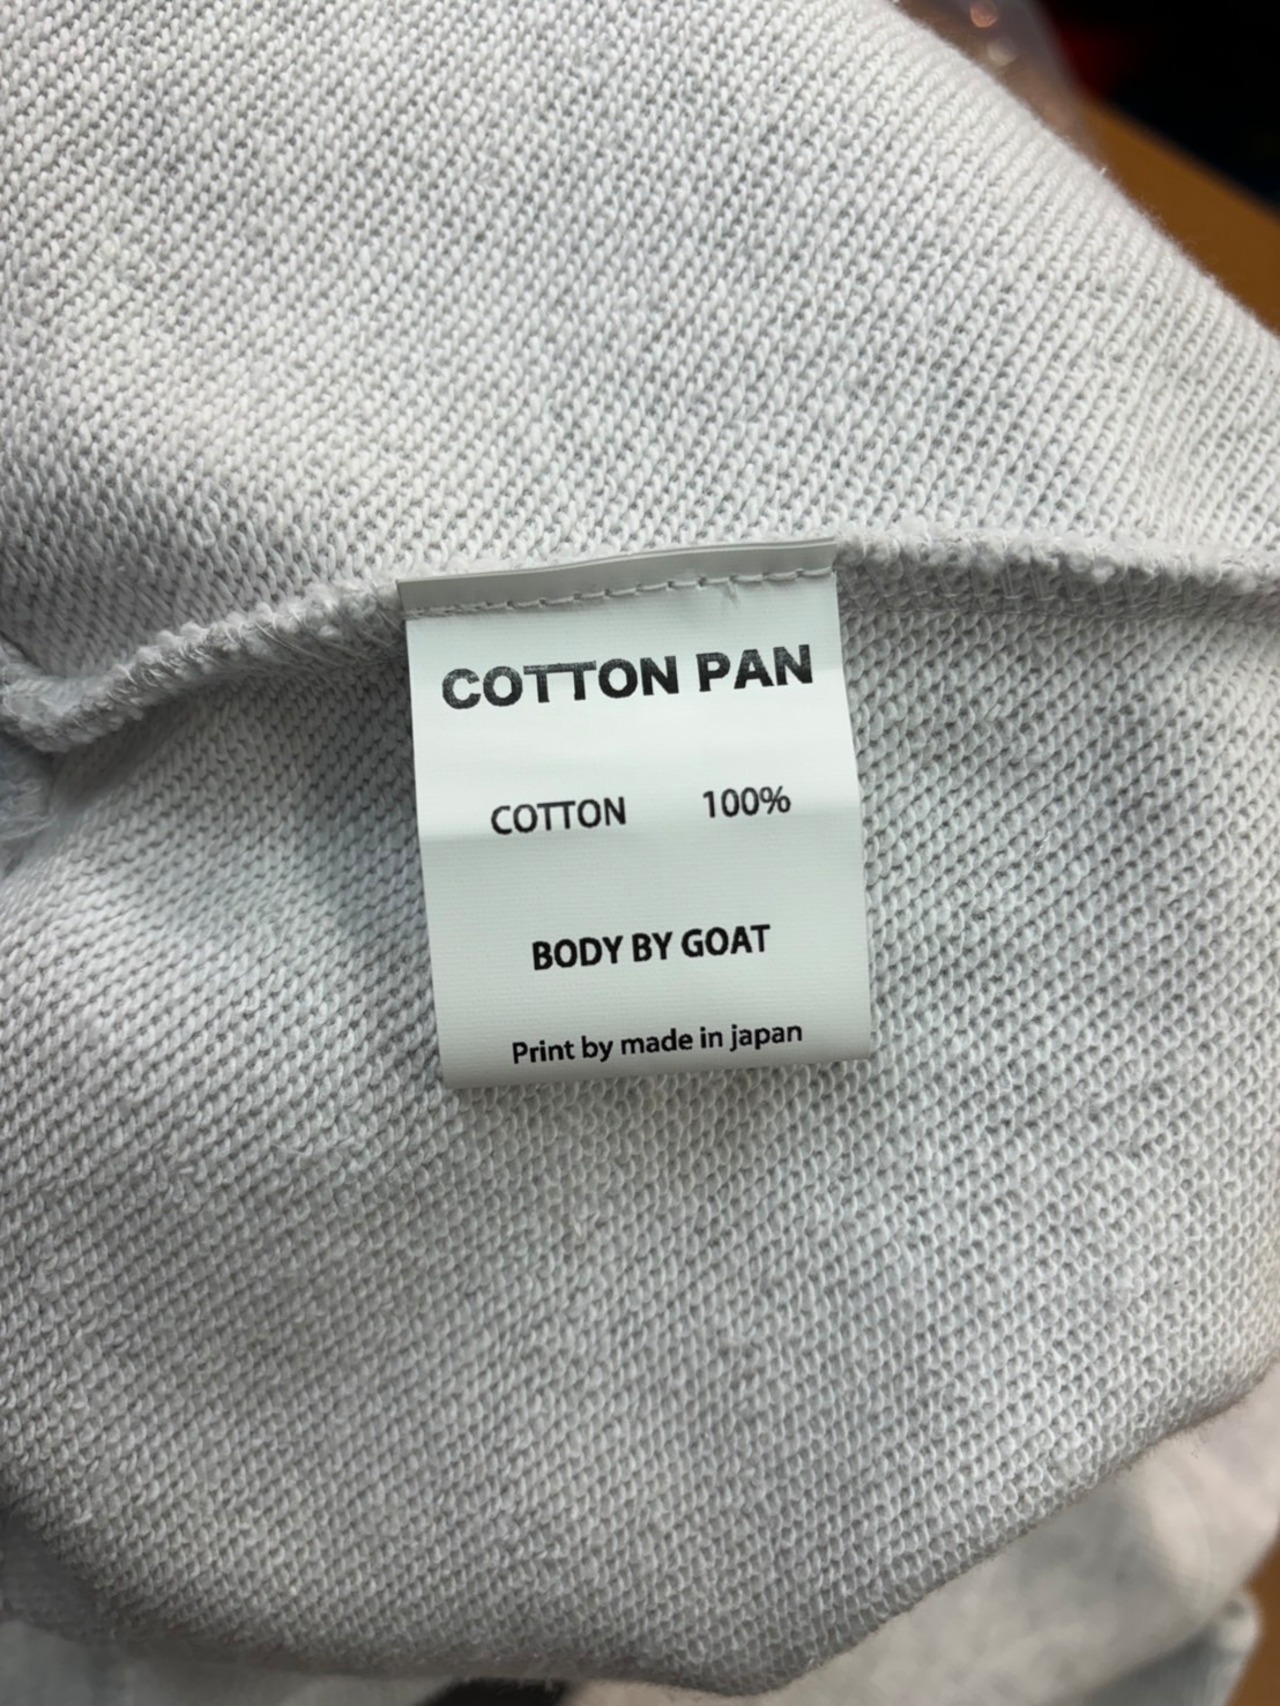 COTTON PAN
COTTON 100%
BODY BY GOAT
Print by made in japan